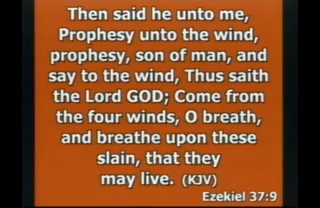 Then said he unto me,
Prophesy unto the wind,
prophesy, son of man, and
say to the wind, Thus saith
the Lord GOD; Come from
the four winds, O breath,
and breathe upon these
slain, that they
may live. (KJV)
Ezekiel 37:9